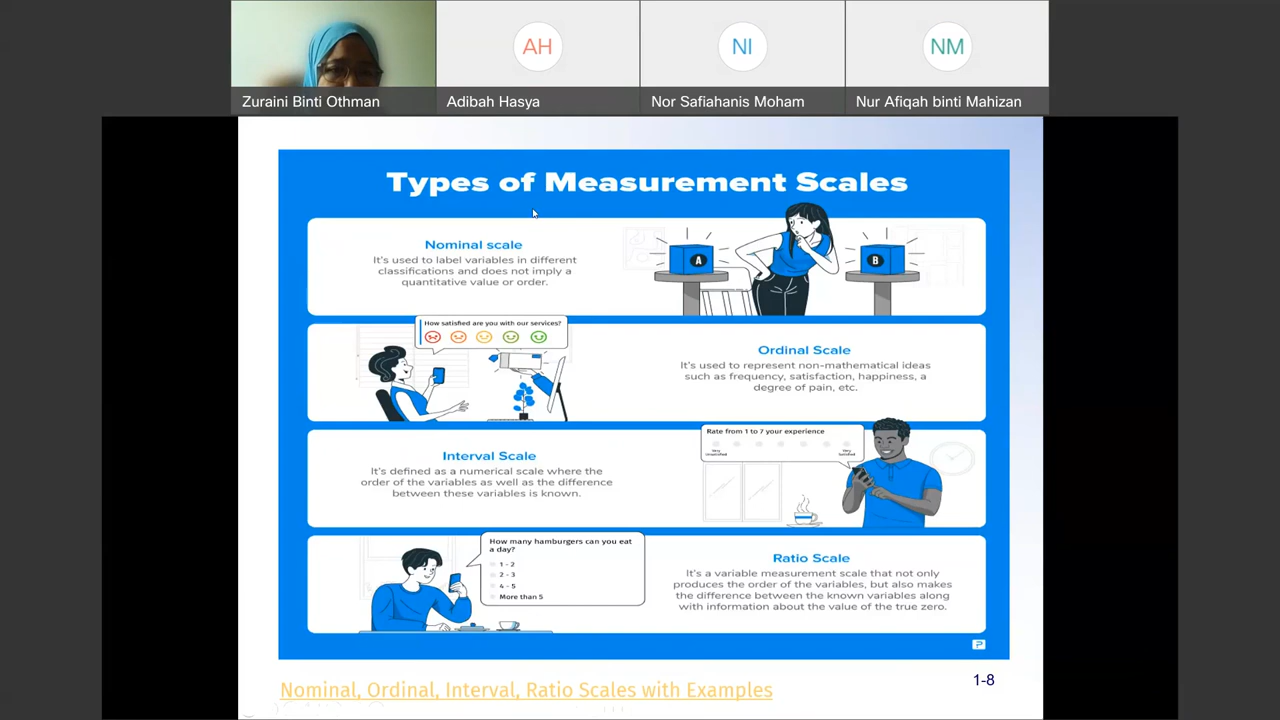 AH
NI
NM
Zuraini Binti Othman
Adibah Hasya
Nor Safiahanis Moham
Nur Afiqah binti Mahizan
Types of Measurement Scales
Nominal scale
It's used to label variables in different
classifications and does not imply a
quantitative value or order.
A
B
How satisfied are you with our services?
Ordinal Scale
It's used to represent non-mathematical ideas
such as frequency, satisfaction, happiness, a
degree of pain, etc.
Interval Scale
It's defined as a numerical scale where the
order of the variables as well as the difference
between these variables is known.
Rate from 1 to 7 your experience
Very
Unsatisfied
Very
Satisfied
How many hamburgers can you eat
a day?
1 - 2
2 - 3
4 - 5
More than 5
Ratio Scale
It's a variable measurement scale that not only
produces the order of the variables, but also makes
the difference between the known variables along
with information about the value of the true zero.
P
Nominal, Ordinal, Interval, Ratio Scales with Examples
1-8